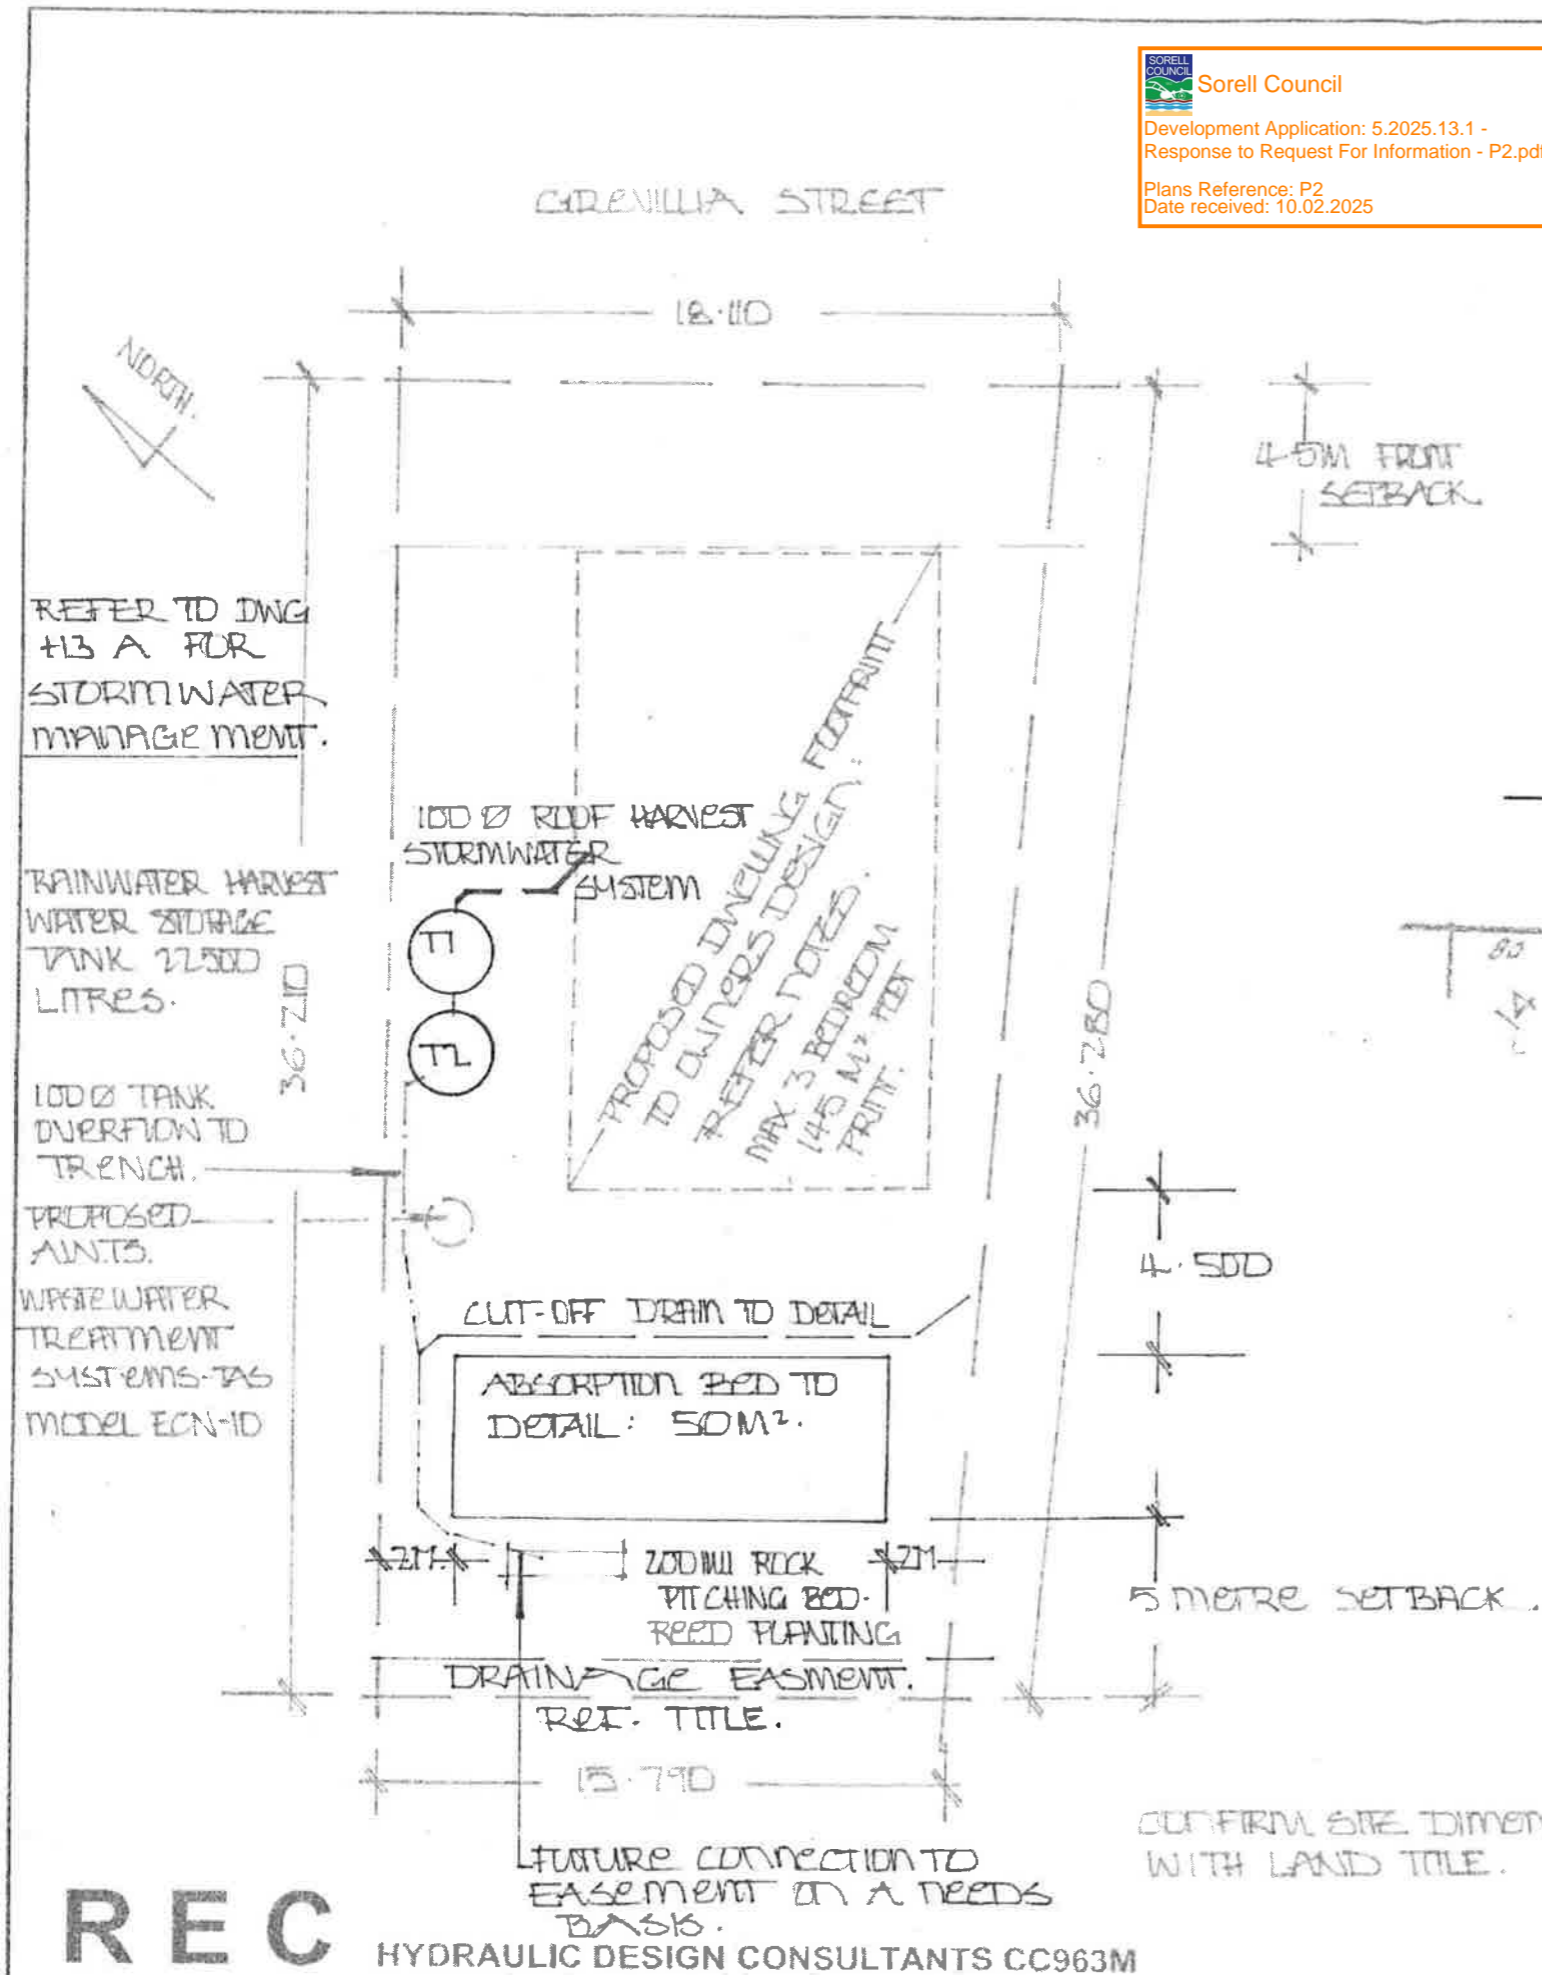 SORELL
COUNCIL
Sorell Council
Development Application: 5.2025.13.1 -
Response to Request For Information - P2.pdf
Plans Reference: P2
Date received: 10.02.2025
GREVILLIA STREET
18.110
NORTH.
4.5M FRONT
SETBACK
REFER TO DWG
H3 A FOR
STORMWATER
MANAGEMENT.
100 Ø ROOF HARVEST
STORMWATER
SYSTEM
RAINWATER HARVEST
WATER STORAGE
TANK 22500
LITRES.
T1
T2
36.210
PROPOSED DWELLING FOOTPRINT
TO OWNERS DESIGN:
REFER NOTES.
MAX. 3 BEDROOM
145 M² FOOT
PRINT.
36.280
80
100 Ø TANK
OVERFLOW TO
TRENCH.
PROPOSED
A.W.T.S.
WASTEWATER
TREATMENT
SYSTEMS-TAS
MODEL ECN-10
4.500
CUT-OFF DRAIN TO DETAIL
ABSORPTION BED TO
DETAIL: 50M².
2M.
200MM ROCK
PITCHING BED.
REED PLANTING
2M
5 METRE SETBACK.
DRAINAGE EASMENT.
REF. TITLE.
15.790
FUTURE CONNECTION TO
EASEMENT ON A NEEDS
BASIS.
CONFIRM SITE DIMEN
WITH LAND TITLE.
REC
HYDRAULIC DESIGN CONSULTANTS CC963M